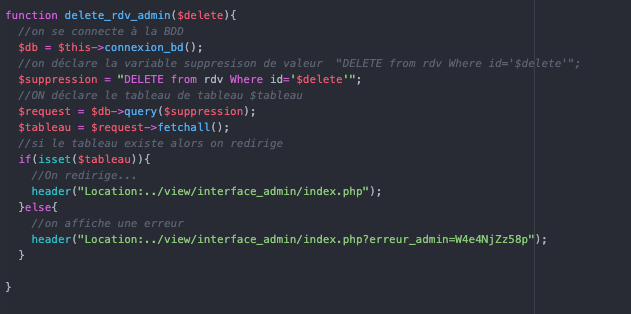 function delete_rdv_admin($delete){
//on se connecte à la BDD
$db = $this->connexion_bd();
//on déclare la variable suppresison de valeur  "DELETE from rdv Where id='$delete'";
$suppression = "DELETE from rdv Where id='$delete'";
//ON déclare le tableau de tableau $tableau
$request = $db->query($suppression);
$tableau = $request->fetchall();
//si le tableau existe alors on redirige
if(isset($tableau)){
//On redirige...
header("Location:../view/interface_admin/index.php");
}else{
//on affiche une erreur
header("Location:../view/interface_admin/index.php?erreur_admin=W4e4NjZz58p");
}
}